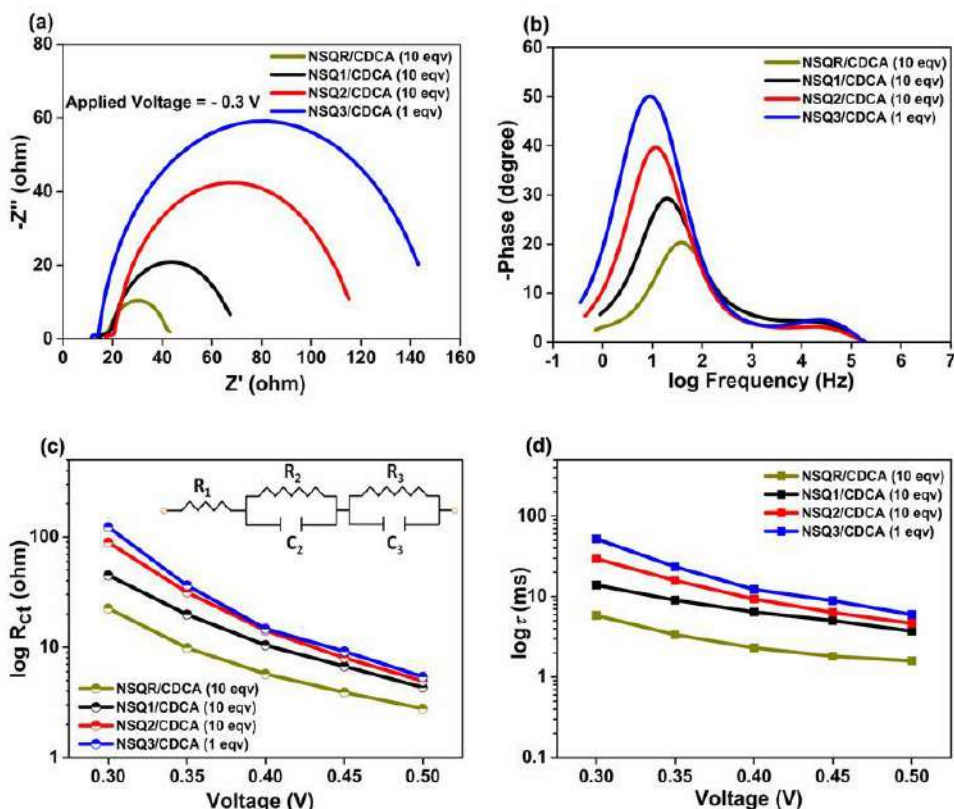 (a)
80
60
40
20
0
-Z'' (ohm)
NSQR/CDCA (10 eqv)
NSQ1/CDCA (10 eqv)
NSQ2/CDCA (10 eqv)
NSQ3/CDCA (1 eqv)
Applied Voltage = - 0.3 V
0 20 40 60 80 100 120 140 160
Z' (ohm)
(b)
60
50
40
30
20
10
0
-Phase (degree)
NSQR/CDCA (10 eqv)
NSQ1/CDCA (10 eqv)
NSQ2/CDCA (10 eqv)
NSQ3/CDCA (1 eqv)
-1 0 1 2 3 4 5 6 7
log Frequency (Hz)
(c)
100
10
1
log Rct (ohm)
R1
R2
R3
C2
C3
NSQR/CDCA (10 eqv)
NSQ1/CDCA (10 eqv)
NSQ2/CDCA (10 eqv)
NSQ3/CDCA (1 eqv)
0.30 0.35 0.40 0.45 0.50
Voltage (V)
(d)
100
10
1
0.1
log τ (ms)
NSQR/CDCA (10 eqv)
NSQ1/CDCA (10 eqv)
NSQ2/CDCA (10 eqv)
NSQ3/CDCA (1 eqv)
0.30 0.35 0.40 0.45 0.50
Voltage (V)